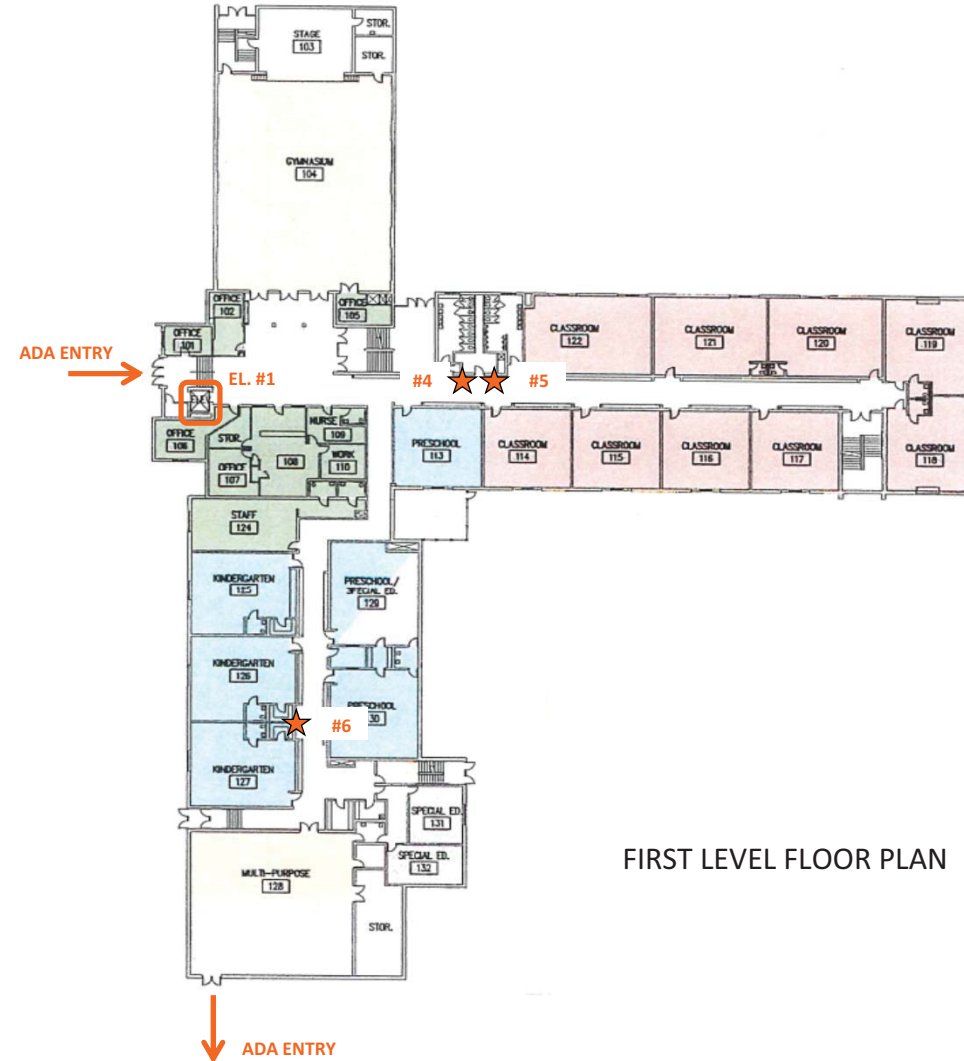 STAGE
103
STOR.
STOR.
GYMNASIUM
104
OFFICE
102
OFFICE
105
OFFICE
101
ADA ENTRY
EL. #1
#4
#5
CLASSROOM
122
CLASSROOM
121
CLASSROOM
120
CLASSROOM
119
OFFICE
106
STOR.
OFFICE
107
108
NURSE
109
WORK
110
PRESCHOOL
113
CLASSROOM
114
CLASSROOM
115
CLASSROOM
116
CLASSROOM
117
CLASSROOM
118
STAFF
124
KINDERGARTEN
125
PRESCHOOL/
SPECIAL ED.
129
KINDERGARTEN
126
PRESCHOOL
30
#6
KINDERGARTEN
127
SPECIAL ED.
131
SPECIAL ED.
132
MULTI-PURPOSE
128
STOR.
FIRST LEVEL FLOOR PLAN
ADA ENTRY